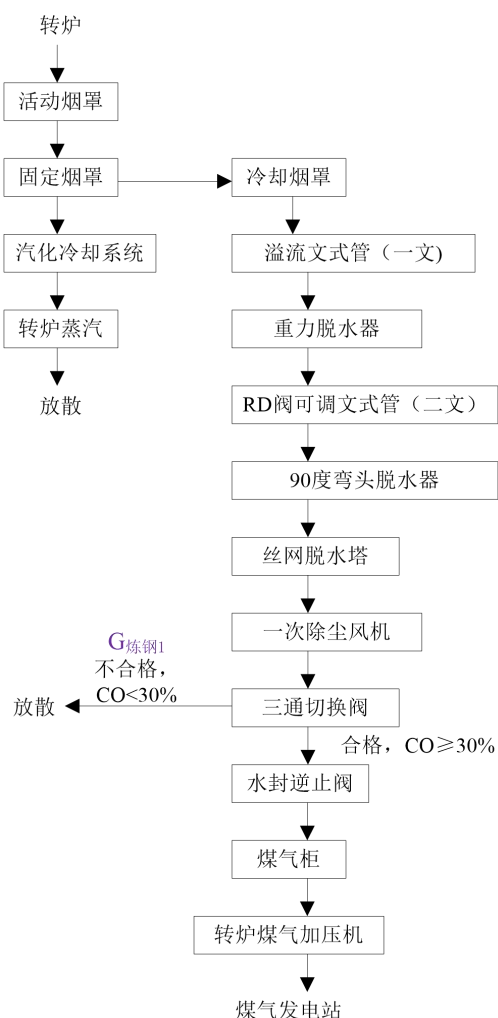 转炉
活动烟罩
固定烟罩
冷却烟罩
汽化冷却系统
溢流文式管（一文)
转炉蒸汽
重力脱水器
放散
RD阀可调文式管（二文）
90度弯头脱水器
丝网脱水塔
一次除尘风机
G炼钢1
不合格，
CO<30%
放散
三通切换阀
合格，CO≥30%
水封逆止阀
煤气柜
转炉煤气加压机
煤气发电站